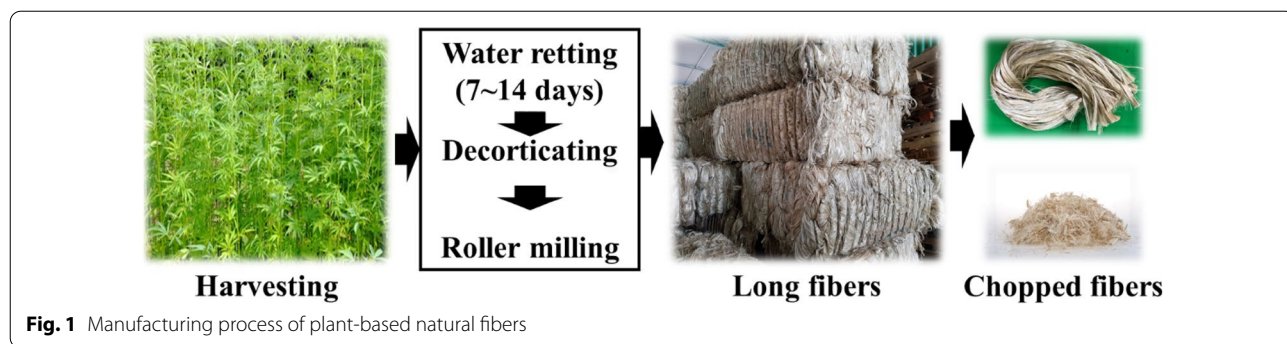 Water retting
(7~14 days)
Decorticating
Roller milling
Harvesting
Long fibers
Chopped fibers
Fig. 1 Manufacturing process of plant-based natural fibers